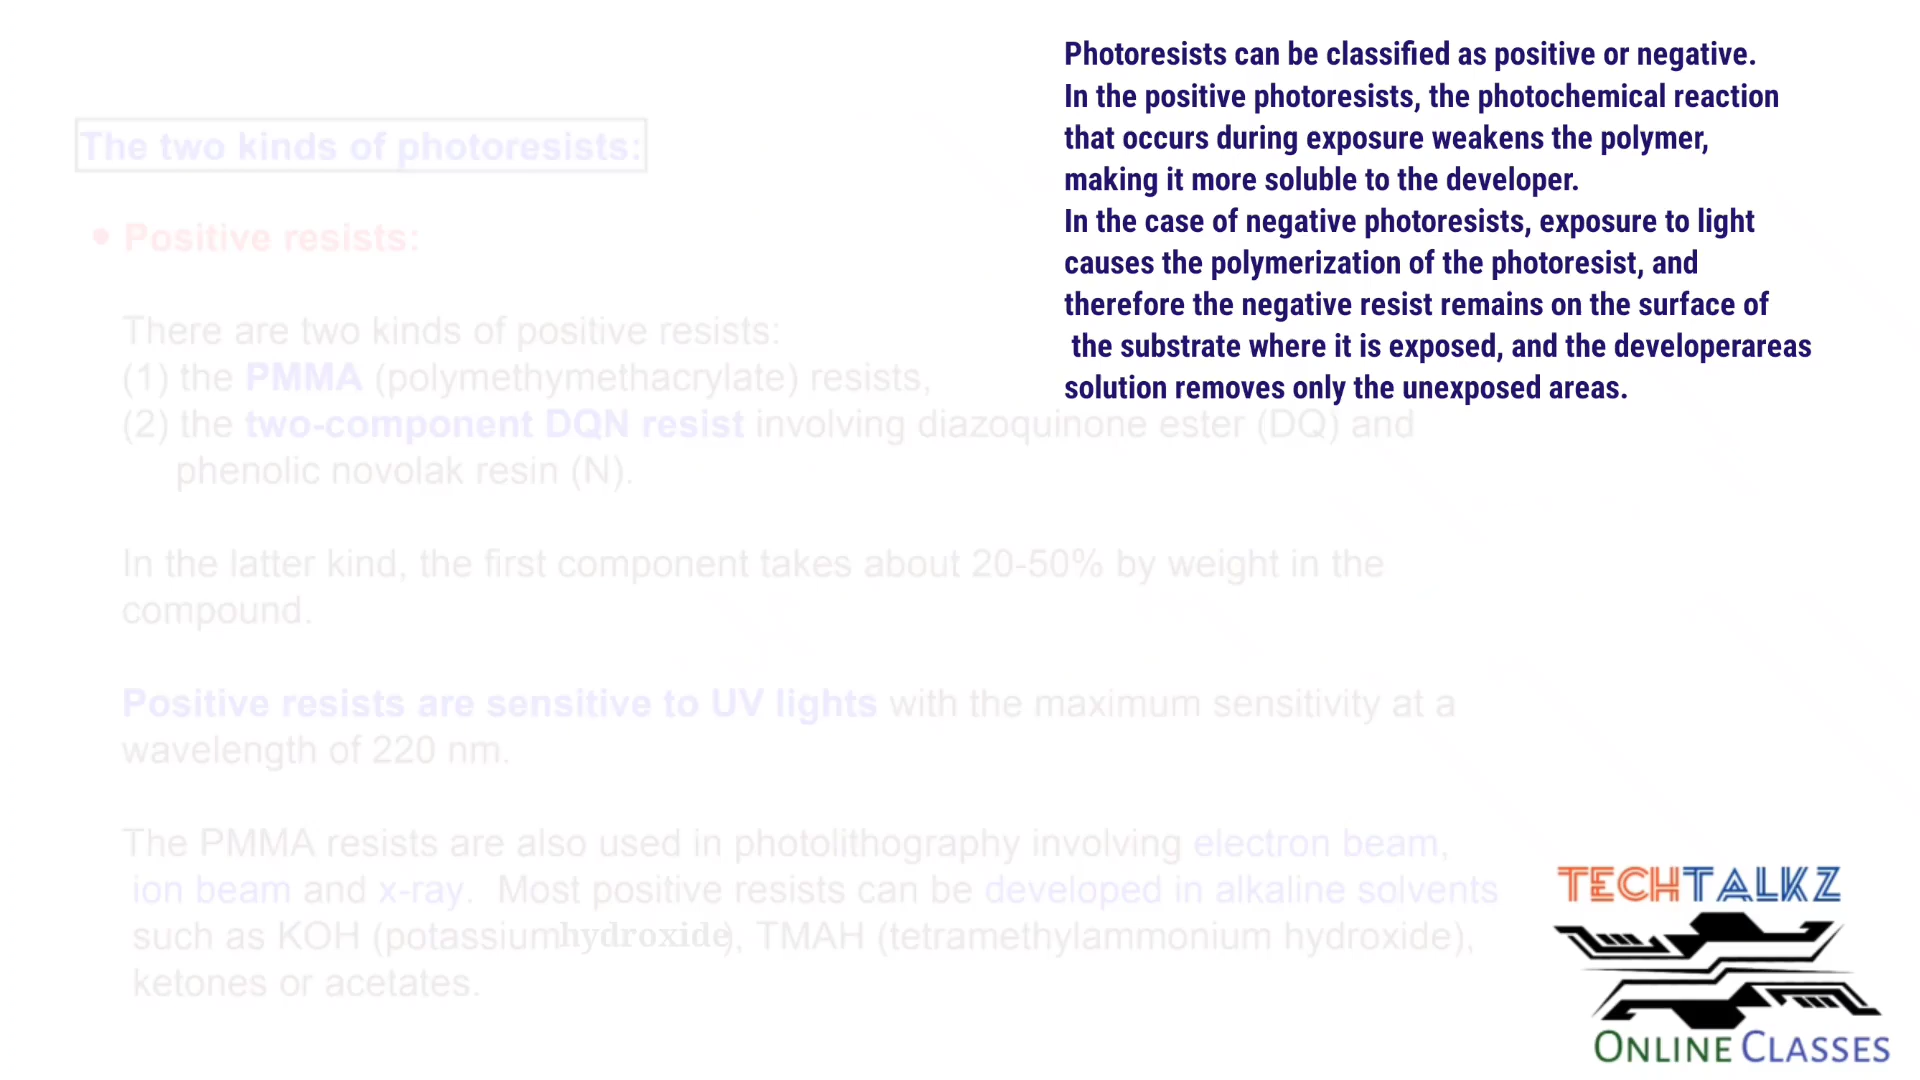 Photoresists can be classified as positive or negative.
In the positive photoresists, the photochemical reaction
that occurs during exposure weakens the polymer,
making it more soluble to the developer.
In the case of negative photoresists, exposure to light
causes the polymerization of the photoresist, and
therefore the negative resist remains on the surface of
the substrate where it is exposed, and the developerareas
solution removes only the unexposed areas.
The two kinds of photoresists:
• Positive resists:
There are two kinds of positive resists:
(1) the PMMA (polymethymethacrylate) resists,
(2) the two-component DQN resist involving diazoquinone ester (DQ) and
phenolic novolak resin (N).
In the latter kind, the first component takes about 20-50% by weight in the
compound.
Positive resists are sensitive to UV lights with the maximum sensitivity at a
wavelength of 220 nm.
The PMMA resists are also used in photolithography involving electron beam,
ion beam and x-ray. Most positive resists can be developed in alkaline solvents
such as KOH (potassiumhydroxide), TMAH (tetramethylammonium hydroxide),
ketones or acetates.
TECHTALKZ
ONLINE CLASSES